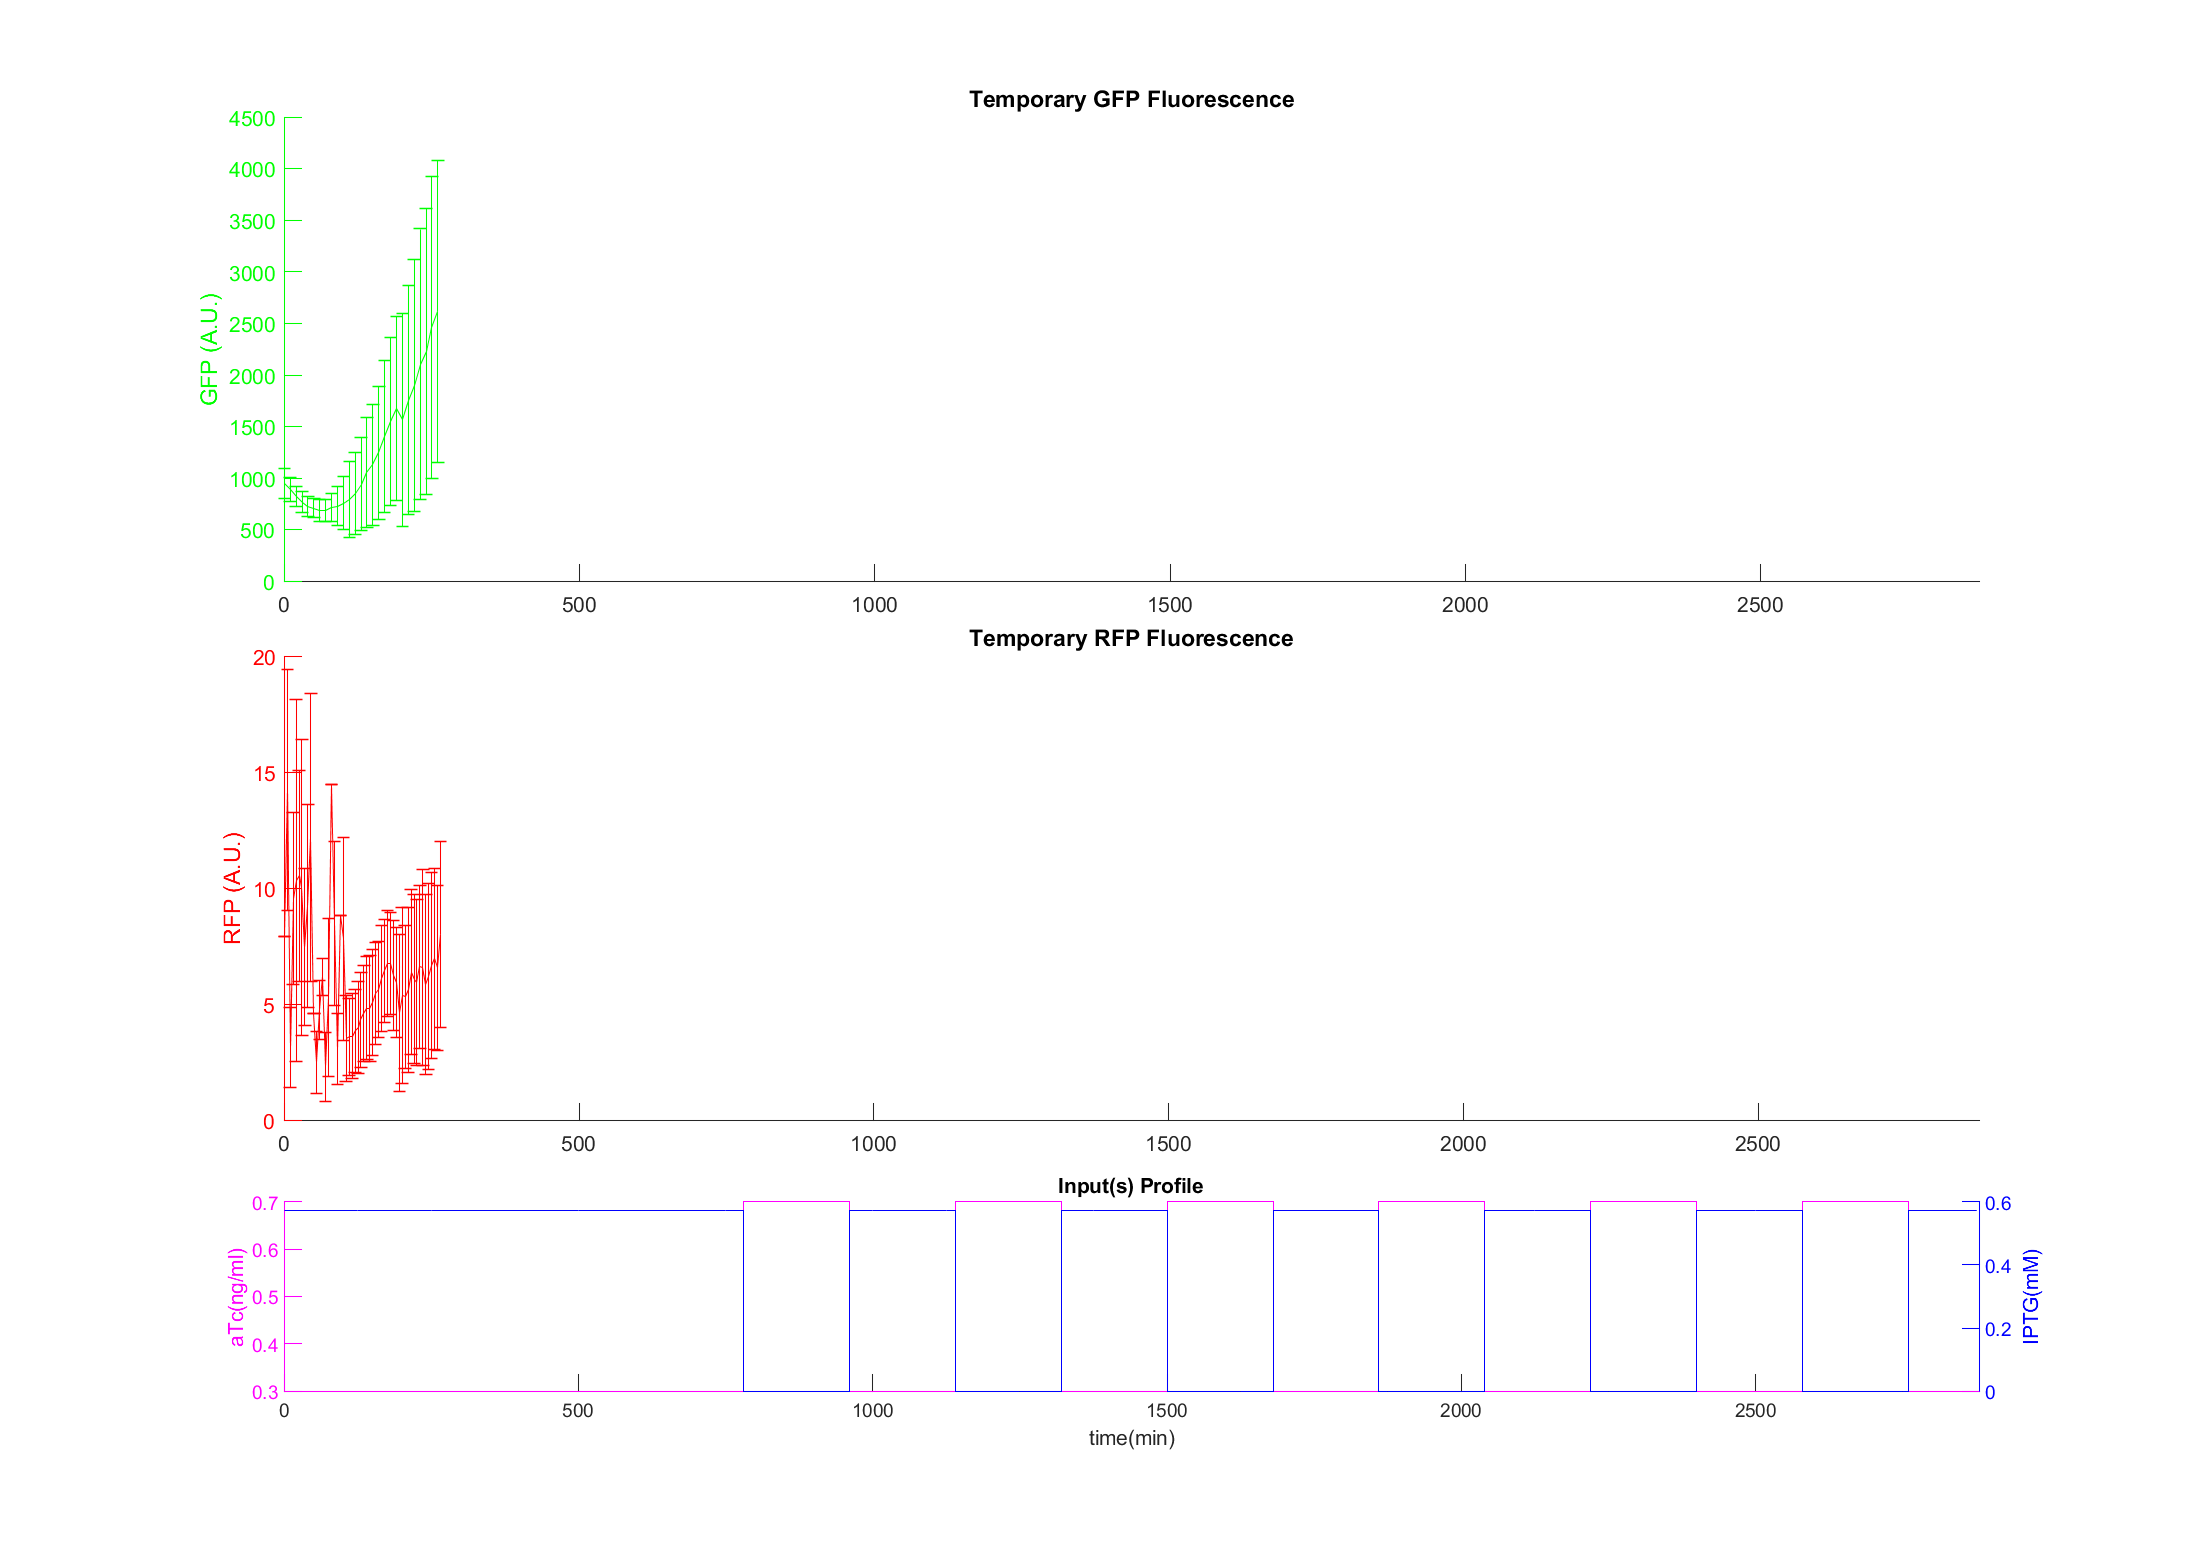 Temporary GFP Fluorescence
GFP (A.U.)
4500
4000
3500
3000
2500
2000
1500
1000
500
0
0 500 1000 1500 2000 2500
Temporary RFP Fluorescence
RFP (A.U.)
20
15
10
5
0
0 500 1000 1500 2000 2500
Input(s) Profile
aTc(ng/ml)
0.7
0.6
0.5
0.4
0.3
0.6
0.4
0.2
0
IPTG(mM)
0 500 1000 1500 2000 2500
time(min)